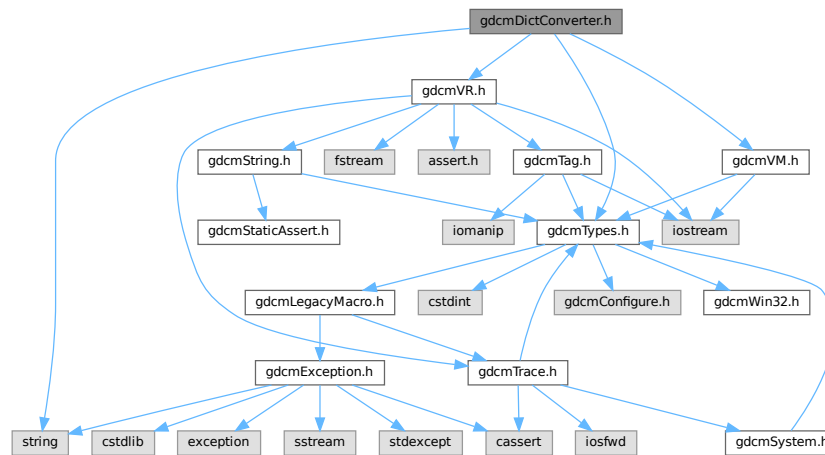 gdcmDictConverter.h
gdcmVR.h
gdcmString.h
fstream
assert.h
gdcmTag.h
gdcmVM.h
gdcmStaticAssert.h
iomanip
gdcmTypes.h
iostream
gdcmLegacyMacro.h
cstdint
gdcmConfigure.h
gdcmWin32.h
gdcmException.h
gdcmTrace.h
string
cstdlib
exception
sstream
stdexcept
cassert
iosfwd
gdcmSystem.h